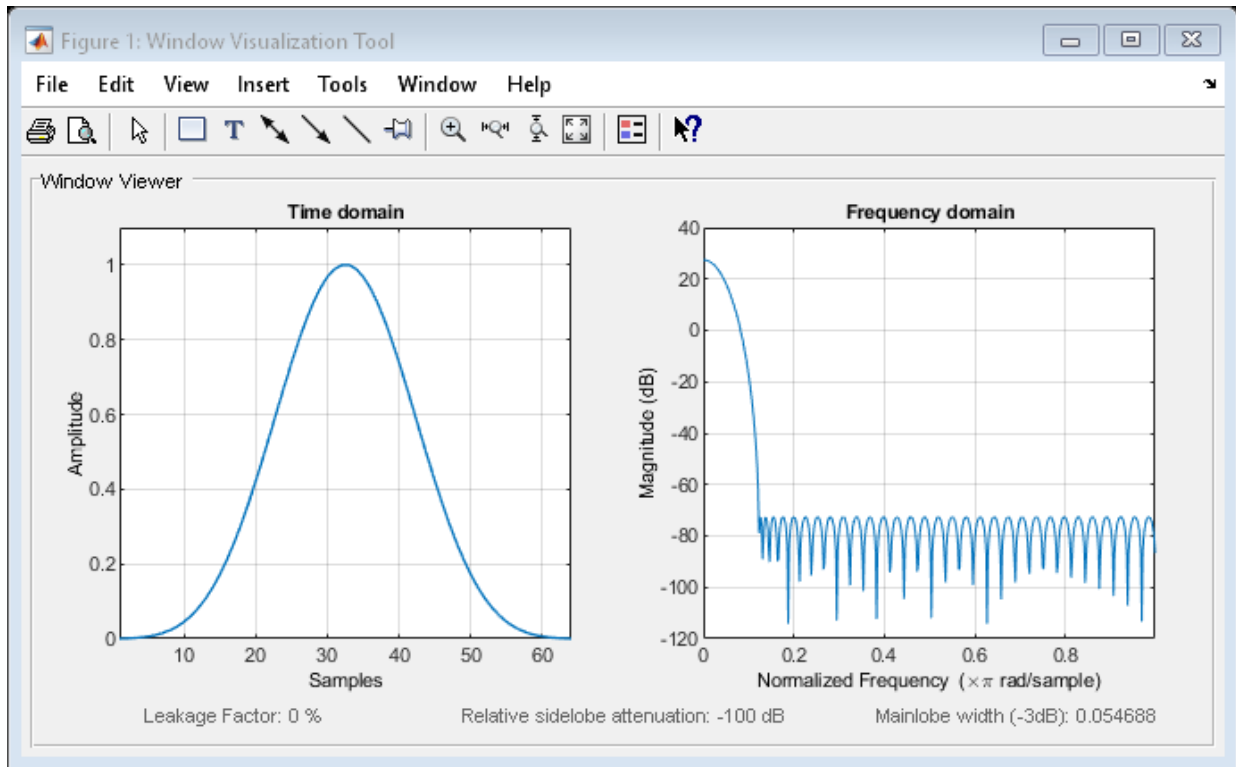 Figure 1: Window Visualization Tool
File Edit View Insert Tools Window Help
T
?
Window Viewer
Time domain
Amplitude
1
0.8
0.6
0.4
0.2
0
10 20 30 40 50 60
Samples
Frequency domain
Magnitude (dB)
40
20
0
-20
-40
-60
-80
-100
-120
0 0.2 0.4 0.6 0.8
Normalized Frequency (×π rad/sample)
Leakage Factor: 0 % Relative sidelobe attenuation: -100 dB Mainlobe width (-3dB): 0.054688